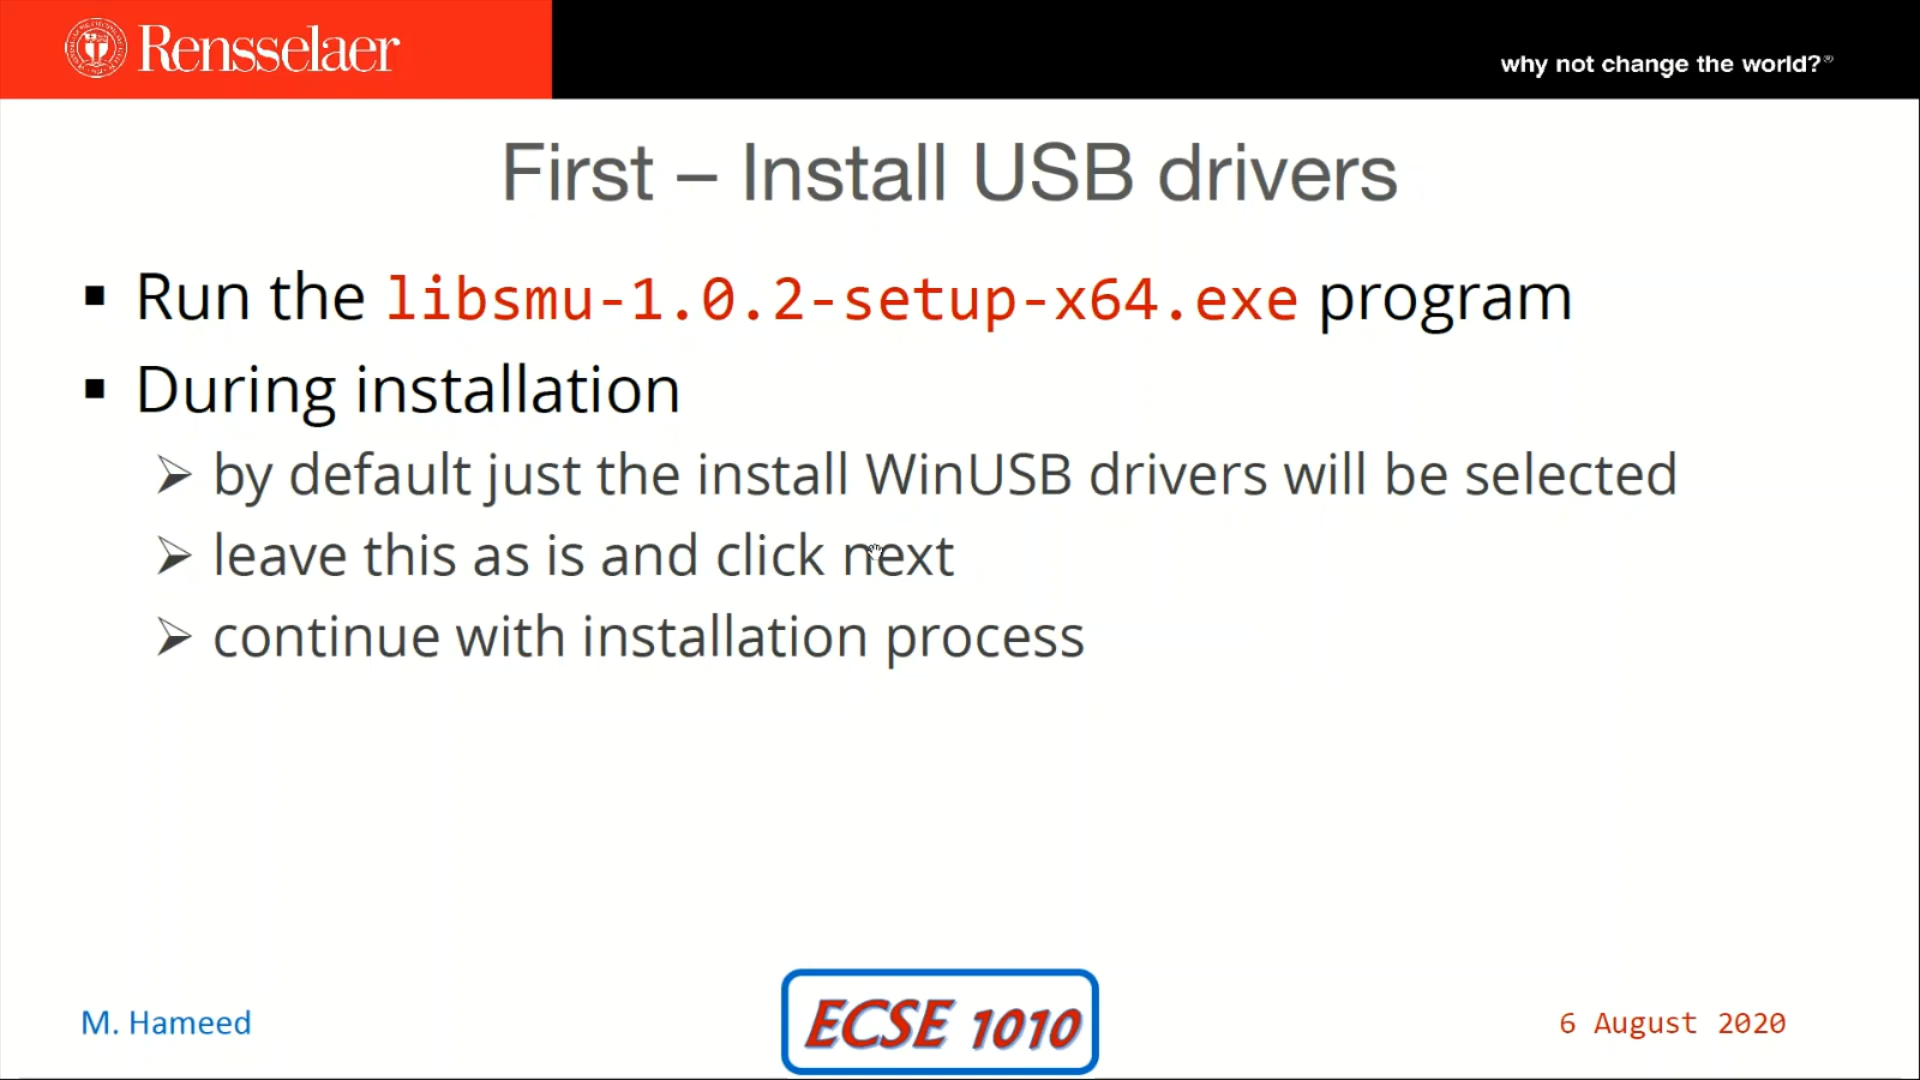 Rensselaer
why not change the world?®
First – Install USB drivers
▪ Run the libsmu-1.0.2-setup-x64.exe program
▪ During installation
➢ by default just the install WinUSB drivers will be selected
➢ leave this as is and click next
➢ continue with installation process
M. Hameed
ECSE 1010
6 August 2020